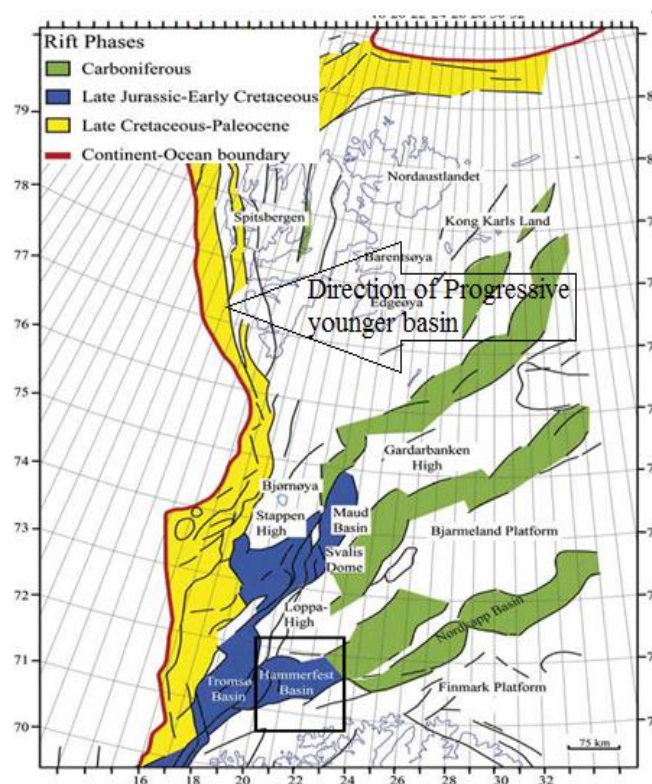 Rift Phases
Carboniferous
Late Jurassic-Early Cretaceous
Late Cretaceous-Paleocene
Continent-Ocean boundary
79
78
77
76
75
74
73
72
71
70
Nordaustlandet
Spitsbergen
Kong Karls Land
Barentsøya
Direction of Progressive
Edgeøya
younger basin
Gardarbanken
High
Bjørnøya
Stappen
High
Maud
Basin
Bjarmeland Platform
Svalis
Dome
Loppa-
High
Nordkapp Basin
Tromsø
Basin
Hammerfest
Basin
Finmark Platform
75 km
16 18 20 22 24 26 28 30 32